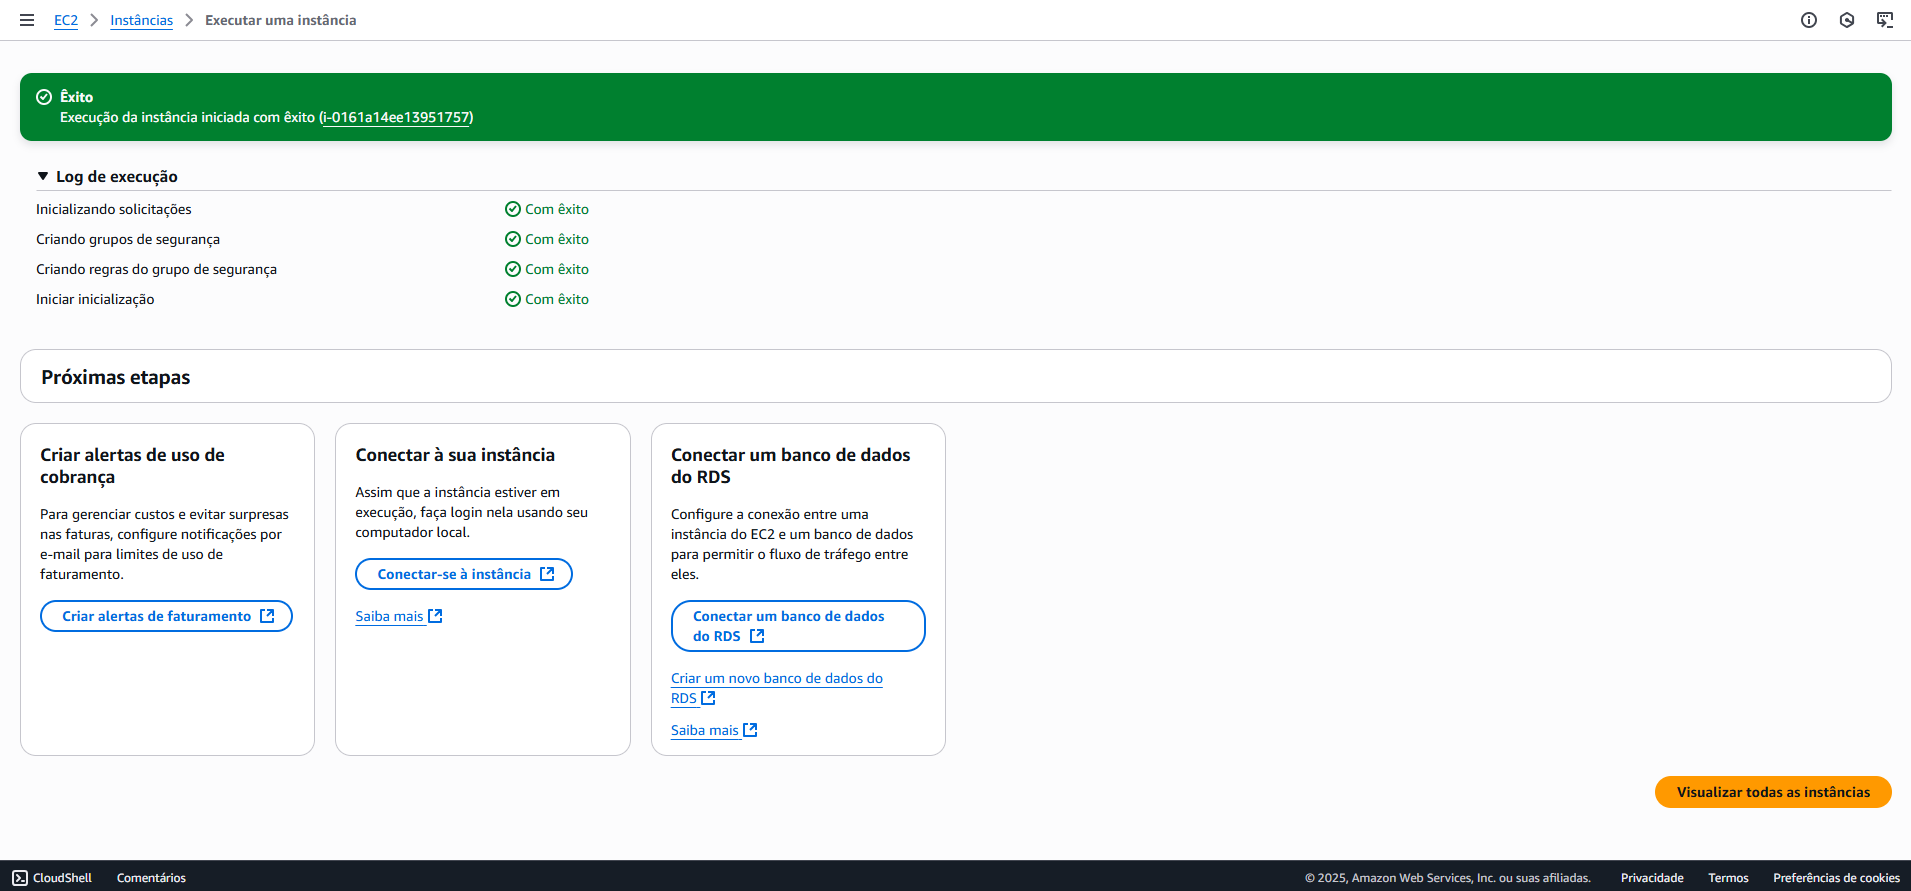 EC2 > Instâncias > Executar uma instância
Êxito
Execução da instância iniciada com êxito (i-0161a14ee13951757)
Log de execução
Inicializando solicitações Com êxito
Criando grupos de segurança Com êxito
Criando regras do grupo de segurança Com êxito
Iniciar inicialização Com êxito
Próximas etapas
Criar alertas de uso de
cobrança
Para gerenciar custos e evitar surpresas
nas faturas, configure notificações por
e-mail para limites de uso de
faturamento.
Criar alertas de faturamento
Conectar à sua instância
Assim que a instância estiver em
execução, faça login nela usando seu
computador local.
Conectar-se à instância
Saiba mais
Conectar um banco de dados
do RDS
Configure a conexão entre uma
instância do EC2 e um banco de dados
para permitir o fluxo de tráfego entre
eles.
Conectar um banco de dados
do RDS
Criar um novo banco de dados do
RDS
Saiba mais
Visualizar todas as instâncias
CloudShell Comentários © 2025, Amazon Web Services, Inc. ou suas afiliadas. Privacidade Termos Preferências de cookies